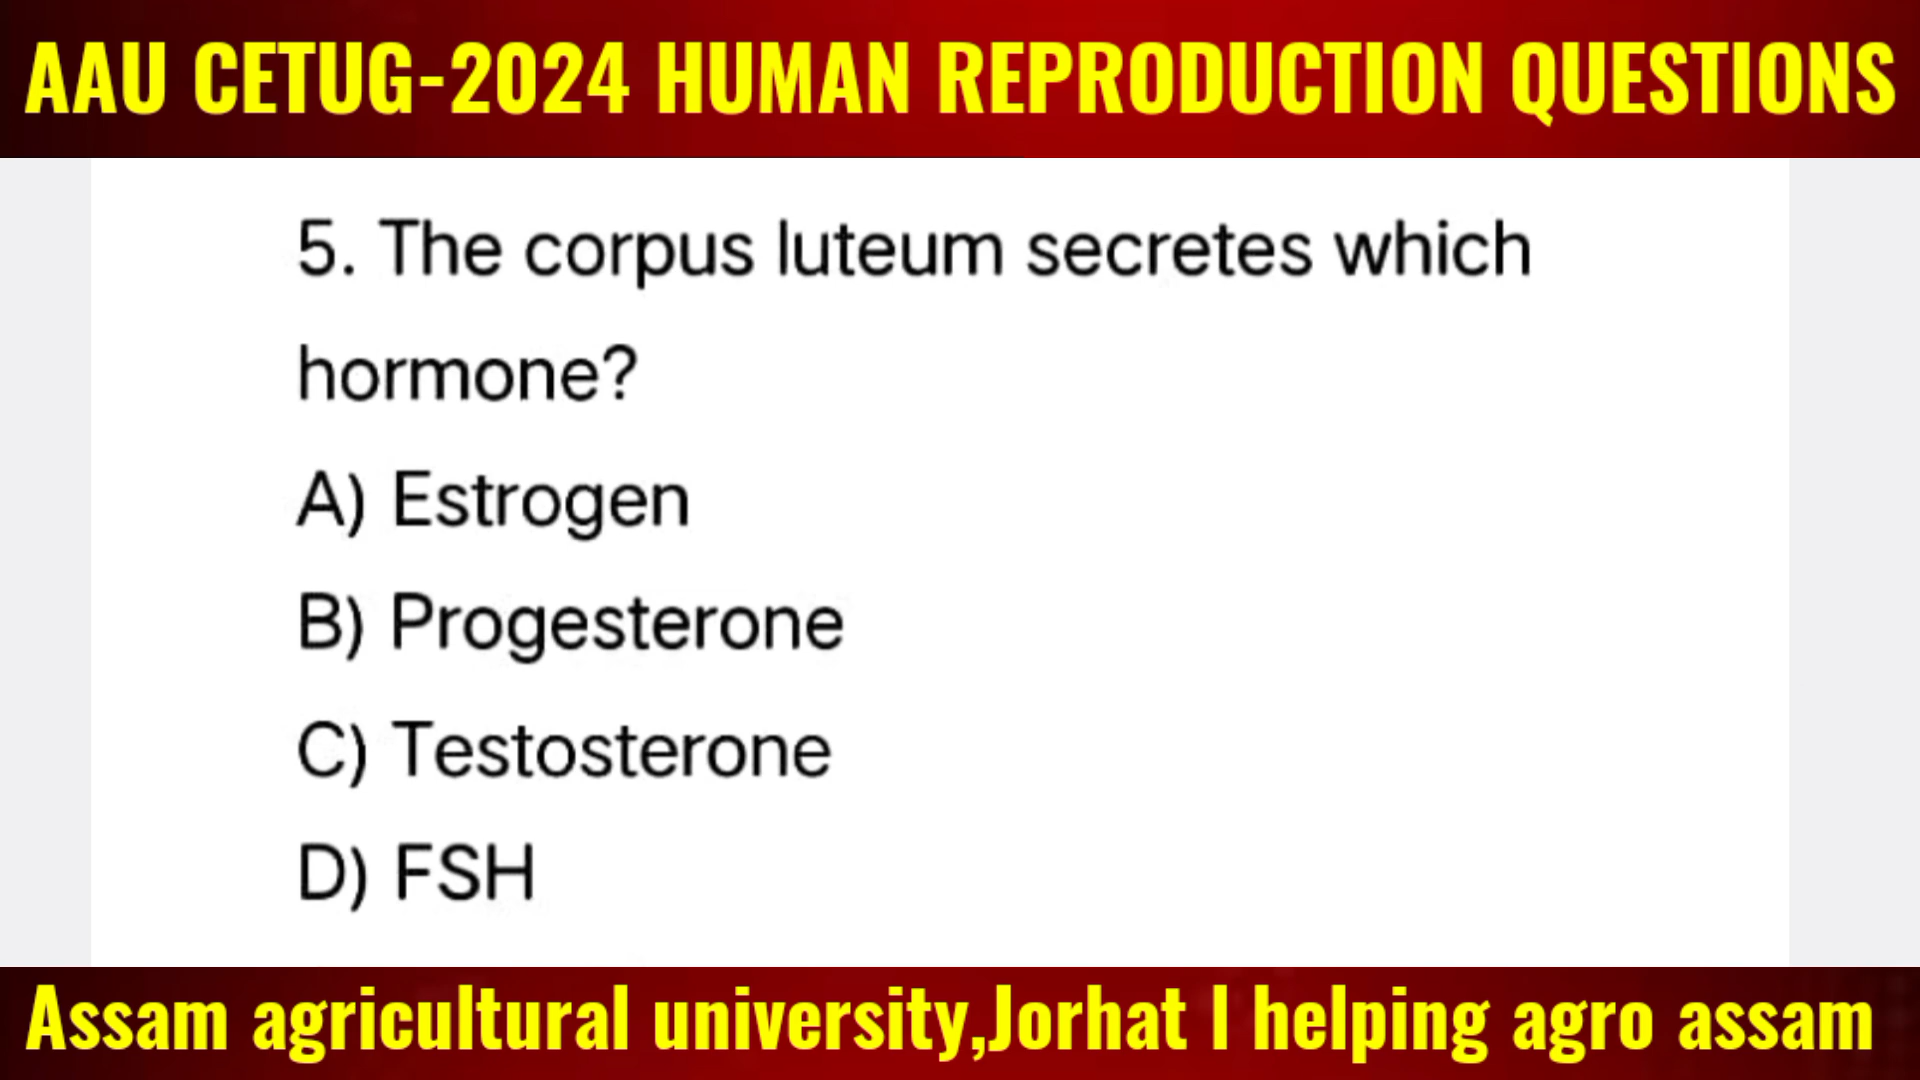 AAU CETUG-2024 HUMAN REPRODUCTION QUESTIONS
5. The corpus luteum secretes which
hormone?
A) Estrogen
B) Progesterone
C) Testosterone
D) FSH
Assam agricultural university,Jorhat I helping agro assam